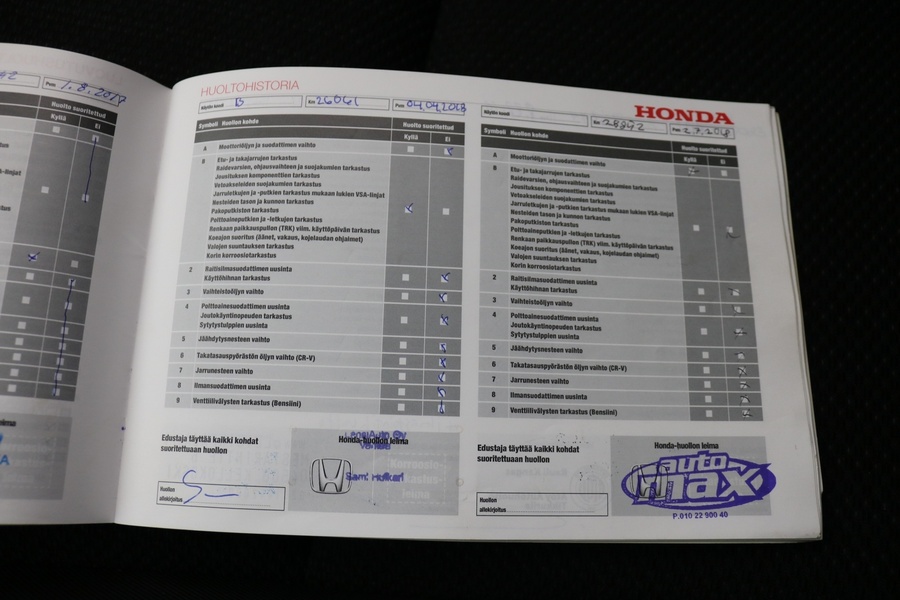 Pvm 1.8.2017
Huolto suoritettud
Kyllä Ei
HUOLTOHISTORIA
Näytön koodi B Km 26061 Pvm 04.04.2018
Symboli Huollon kohde Huolto suoritettud
Kyllä Ei
A Moottoriöljyn ja suodattimen vaihto
B Etu- ja takajarrujen tarkastus
Raidevarsien, ohjausvaihteen ja suojakumien tarkastus
Jousituksen komponenttien tarkastus
Vetoakseleiden suojakumien tarkastus
Jarruletkujen ja -putkien tarkastus mukaan lukien VSA-linjat
Nesteiden tason ja kunnon tarkastus
Pakoputkiston tarkastus
Polttoaineputkien ja -letkujen tarkastus
Renkaan paikkauspullon (TRK) viim. käyttöpäivän tarkastus
Koeajon suoritus (äänet, vakaus, kojelaudan ohjaimet)
Valojen suuntauksen tarkastus
Korin korroosiotarkastus
2 Raitisilmasuodattimen uusinta
Käyttöhihnan tarkastus
3 Vaihteistoöljyn vaihto
4 Polttoainesuodattimen uusinta
Joutokäyntinopeuden tarkastus
Sytytystulppien uusinta
5 Jäähdytysnesteen vaihto
6 Takatasauspyörästön öljyn vaihto (CR-V)
7 Jarrunesteen vaihto
8 Ilmansuodattimen uusinta
9 Venttiilivälysten tarkastus (Bensiini)
Edustaja täyttää kaikki kohdat
suoritettuaan huollon
Huollon
allekirjoitus
Honda-huollon leima
Sami
HONDA
Näytön koodi Km 28242 Pvm 2.7.2018
Symboli Huollon kohde Huolto suoritettud
Kyllä Ei
A Moottoriöljyn ja suodattimen vaihto
B Etu- ja takajarrujen tarkastus
Raidevarsien, ohjausvaihteen ja suojakumien tarkastus
Jousituksen komponenttien tarkastus
Vetoakseleiden suojakumien tarkastus
Jarruletkujen ja -putkien tarkastus mukaan lukien VSA-linjat
Nesteiden tason ja kunnon tarkastus
Pakoputkiston tarkastus
Polttoaineputkien ja -letkujen tarkastus
Renkaan paikkauspullon (TRK) viim. käyttöpäivän tarkastus
Koeajon suoritus (äänet, vakaus, kojelaudan ohjaimet)
Valojen suuntauksen tarkastus
Korin korroosiotarkastus
2 Raitisilmasuodattimen uusinta
Käyttöhihnan tarkastus
3 Vaihteistoöljyn vaihto
4 Polttoainesuodattimen uusinta
Joutokäyntinopeuden tarkastus
Sytytystulppien uusinta
5 Jäähdytysnesteen vaihto
6 Takatasauspyörästön öljyn vaihto (CR-V)
7 Jarrunesteen vaihto
8 Ilmansuodattimen uusinta
9 Venttiilivälysten tarkastus (Bensiini)
Edustaja täyttää kaikki kohdat
suoritettuaan huollon
Huollon
allekirjoitus
Honda-huollon leima
auto
max
P.010 22 900 40